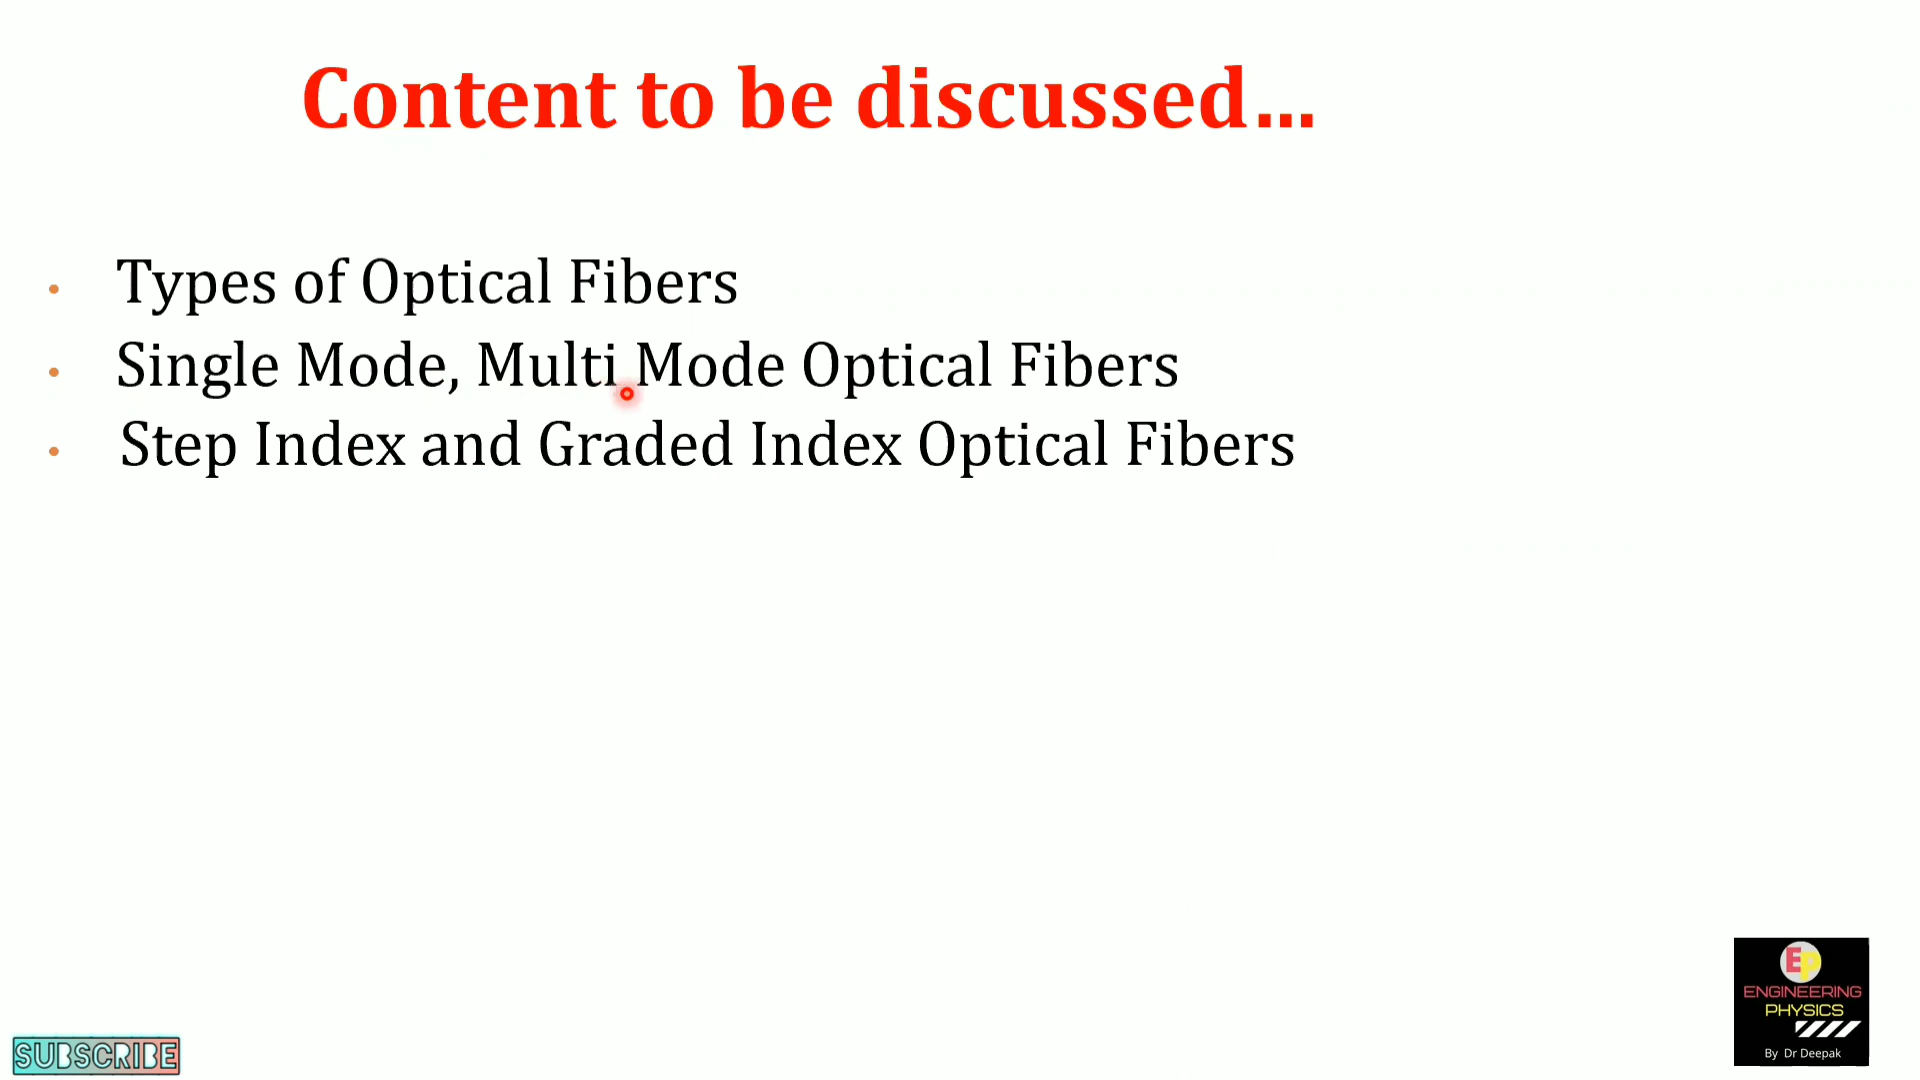 Content to be discussed...
• Types of Optical Fibers
• Single Mode, Multi Mode Optical Fibers
• Step Index and Graded Index Optical Fibers
Ep
ENGINEERING
PHYSICS
By Dr Deepak
SUBSCRIBE